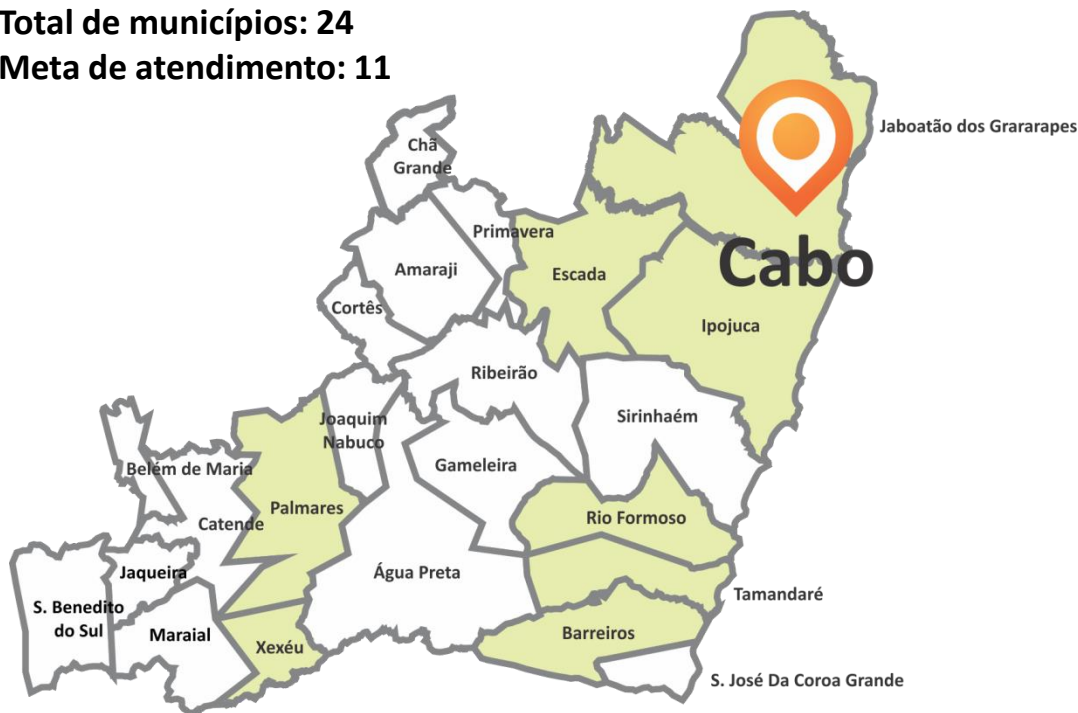 Total de municípios: 24
Meta de atendimento: 11
Jaboatão dos Grararapes
Chã
Grande
Primavera
Amaraji
Escada
Cabo
Cortês
Ipojuca
Ribeirão
Joaquim
Nabuco
Sirinhaém
Belém de Maria
Gameleira
Palmares
Catende
Rio Formoso
Jaqueira
Água Preta
Tamandaré
S. Benedito
do Sul
Maraial
Xexéu
Barreiros
S. José Da Coroa Grande